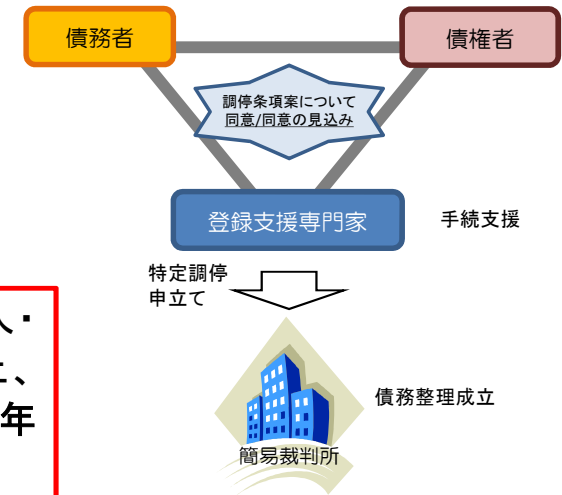 債務者
債権者
調停条項案について
同意/同意の見込み
登録支援専門家
手続支援
特定調停
申立て
人・
、
年
債務整理成立
簡易裁判所